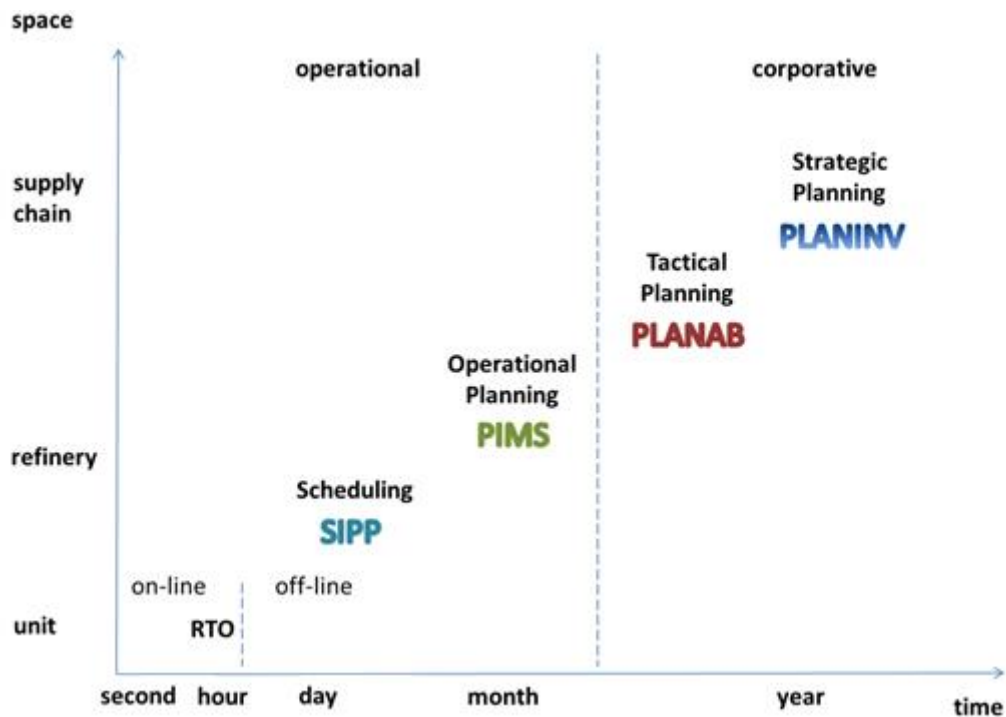 space
operational
corporative
supply
chain
Strategic
Planning
PLANINV
Tactical
Planning
PLANAB
Operational
Planning
PIMS
refinery
Scheduling
SIPP
on-line
off-line
unit
RTO
second
hour
day
month
year
time